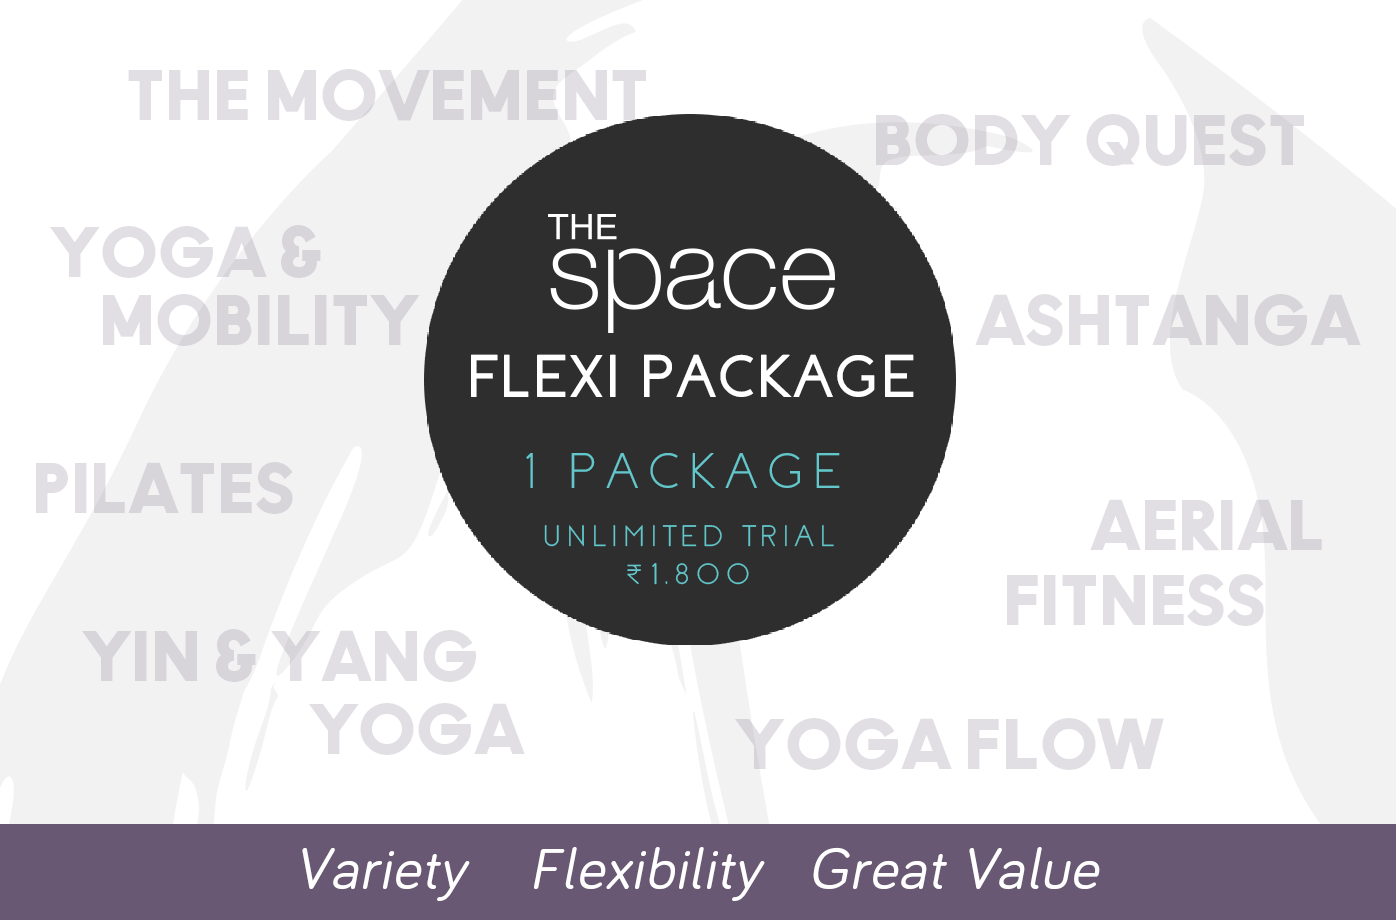 THE MOVEMENT
BODY QUEST
YOGA &
MOBILITY
ASHTANGA
PILATES
AERIAL
FITNESS
YIN & YANG
YOGA
YOGA FLOW
THE
space
FLEXI PACKAGE
1 PACKAGE
UNLIMITED TRIAL
₹1.800
Variety Flexibility Great Value